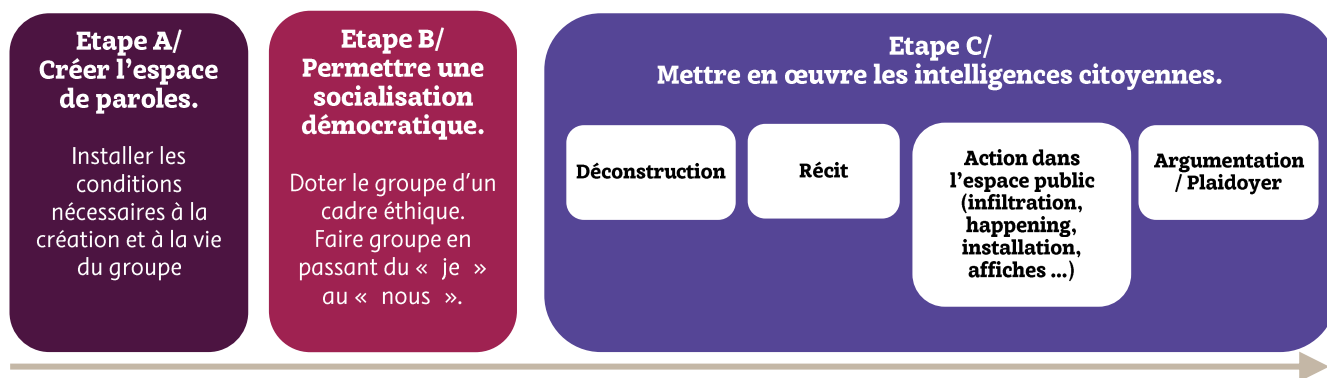 Etape A/
Créer l’espace
de paroles.
Installer les
conditions
nécessaires à la
création et à la vie
du groupe
Etape B/
Permettre une
socialisation
démocratique.
Doter le groupe d’un
cadre éthique.
Faire groupe en
passant du « je »
au « nous ».
Etape C/
Mettre en œuvre les intelligences citoyennes.
Déconstruction
Récit
Action dans
l’espace public
(infiltration,
happening,
installation,
affiches ...)
Argumentation
/ Plaidoyer